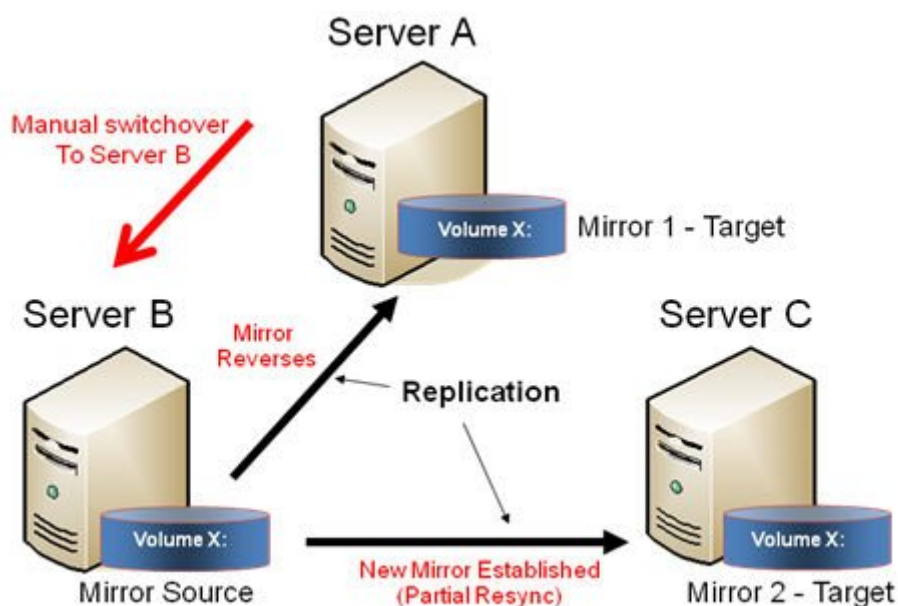 Server A
Manual switchover
To Server B
Volume X:
Mirror 1 - Target
Server B
Server C
Mirror
Reverses
Replication
Volume X:
Volume X:
New Mirror Established
(Partial Resync)
Mirror Source
Mirror 2 - Target